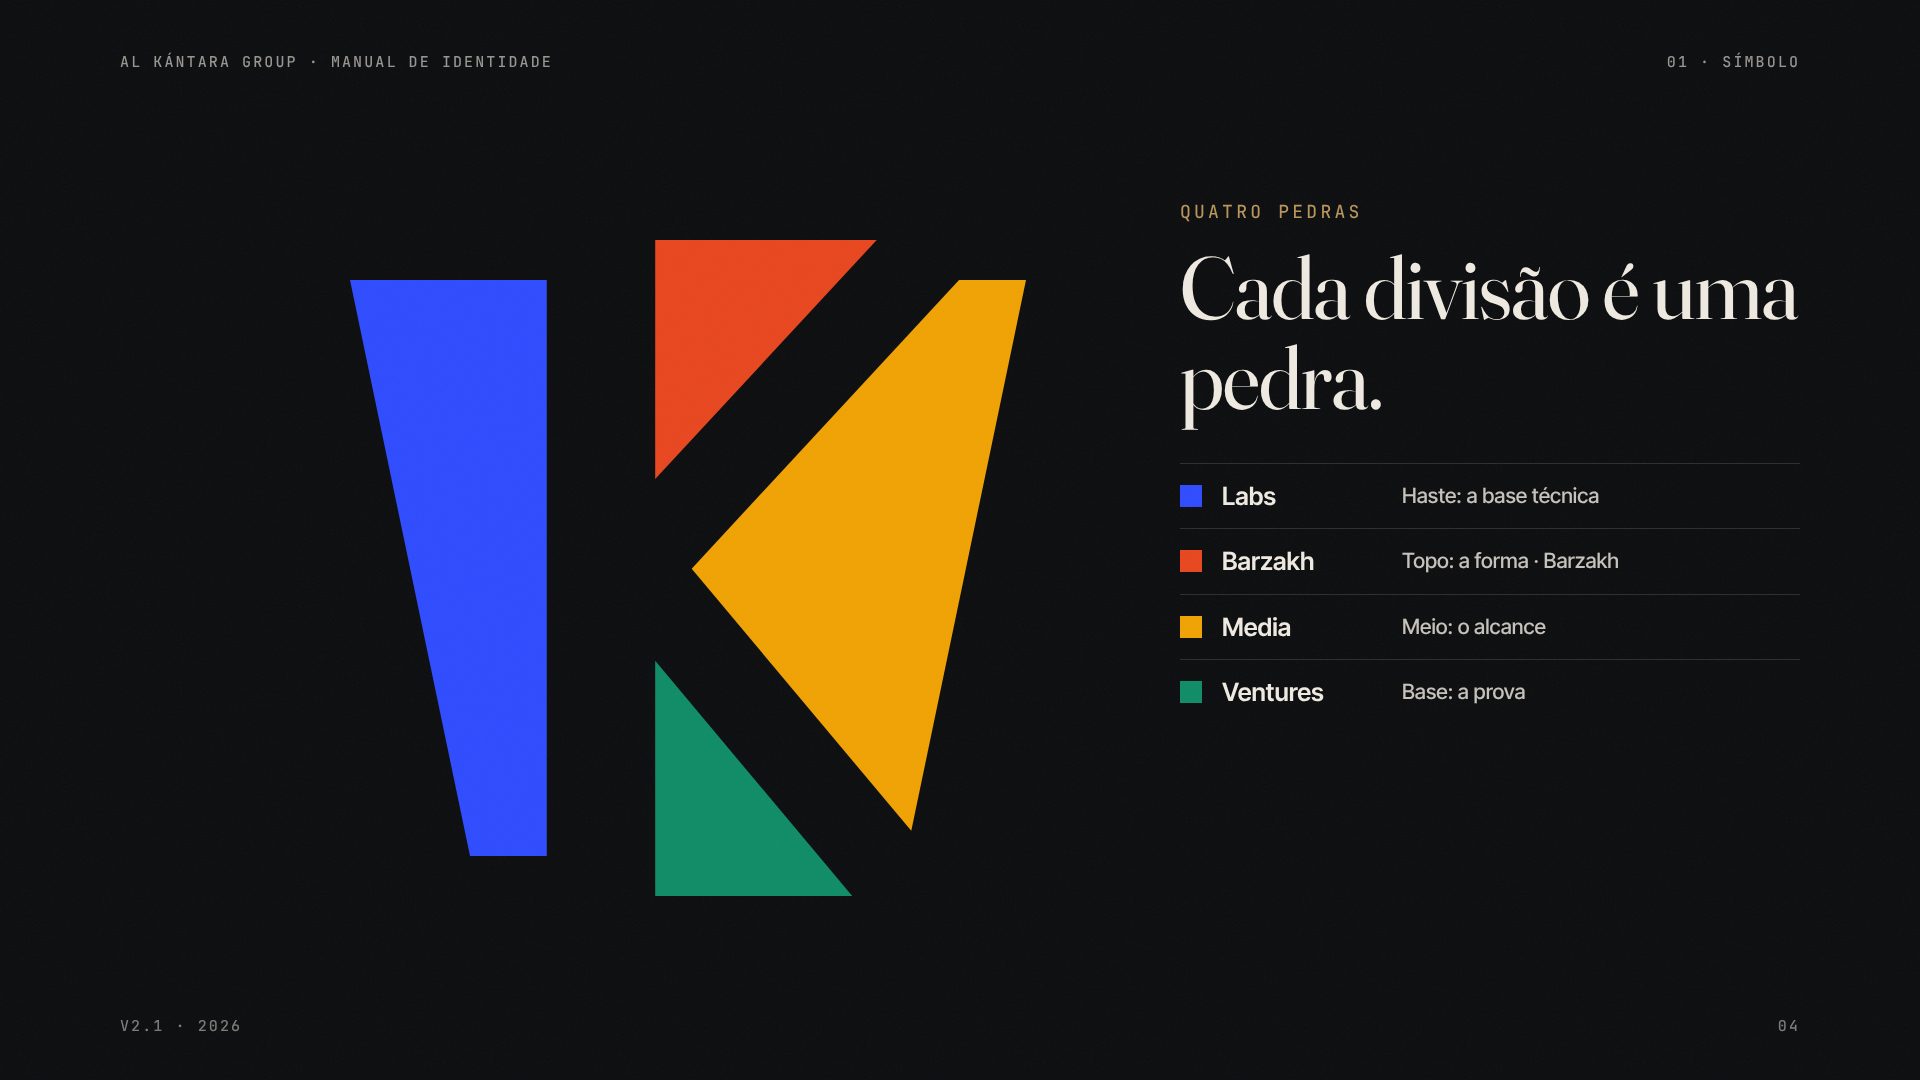 AL KÁNTARA GROUP · MANUAL DE IDENTIDADE
01 · SÍMBOLO
QUATRO PEDRAS
Cada divisão é uma
pedra.
Labs Haste: a base técnica
Barzakh Topo: a forma · Barzakh
Media Meio: o alcance
Ventures Base: a prova
V2.1 · 2026
04